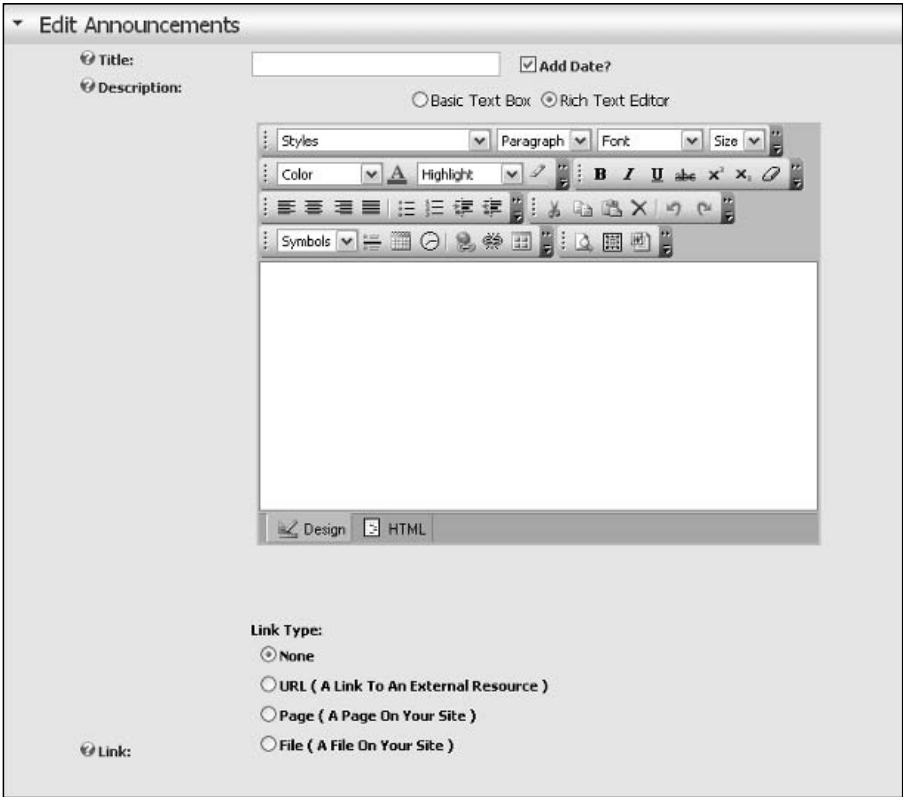 Edit Announcements
Title:
Add Date?
Description:
Basic Text Box Rich Text Editor
Styles Paragraph Font Size
Color A Highlight B I U abc x² x,
Symbols
Design HTML
Link Type:
None
URL ( A Link To An External Resource )
Page ( A Page On Your Site )
File ( A File On Your Site )
Link: